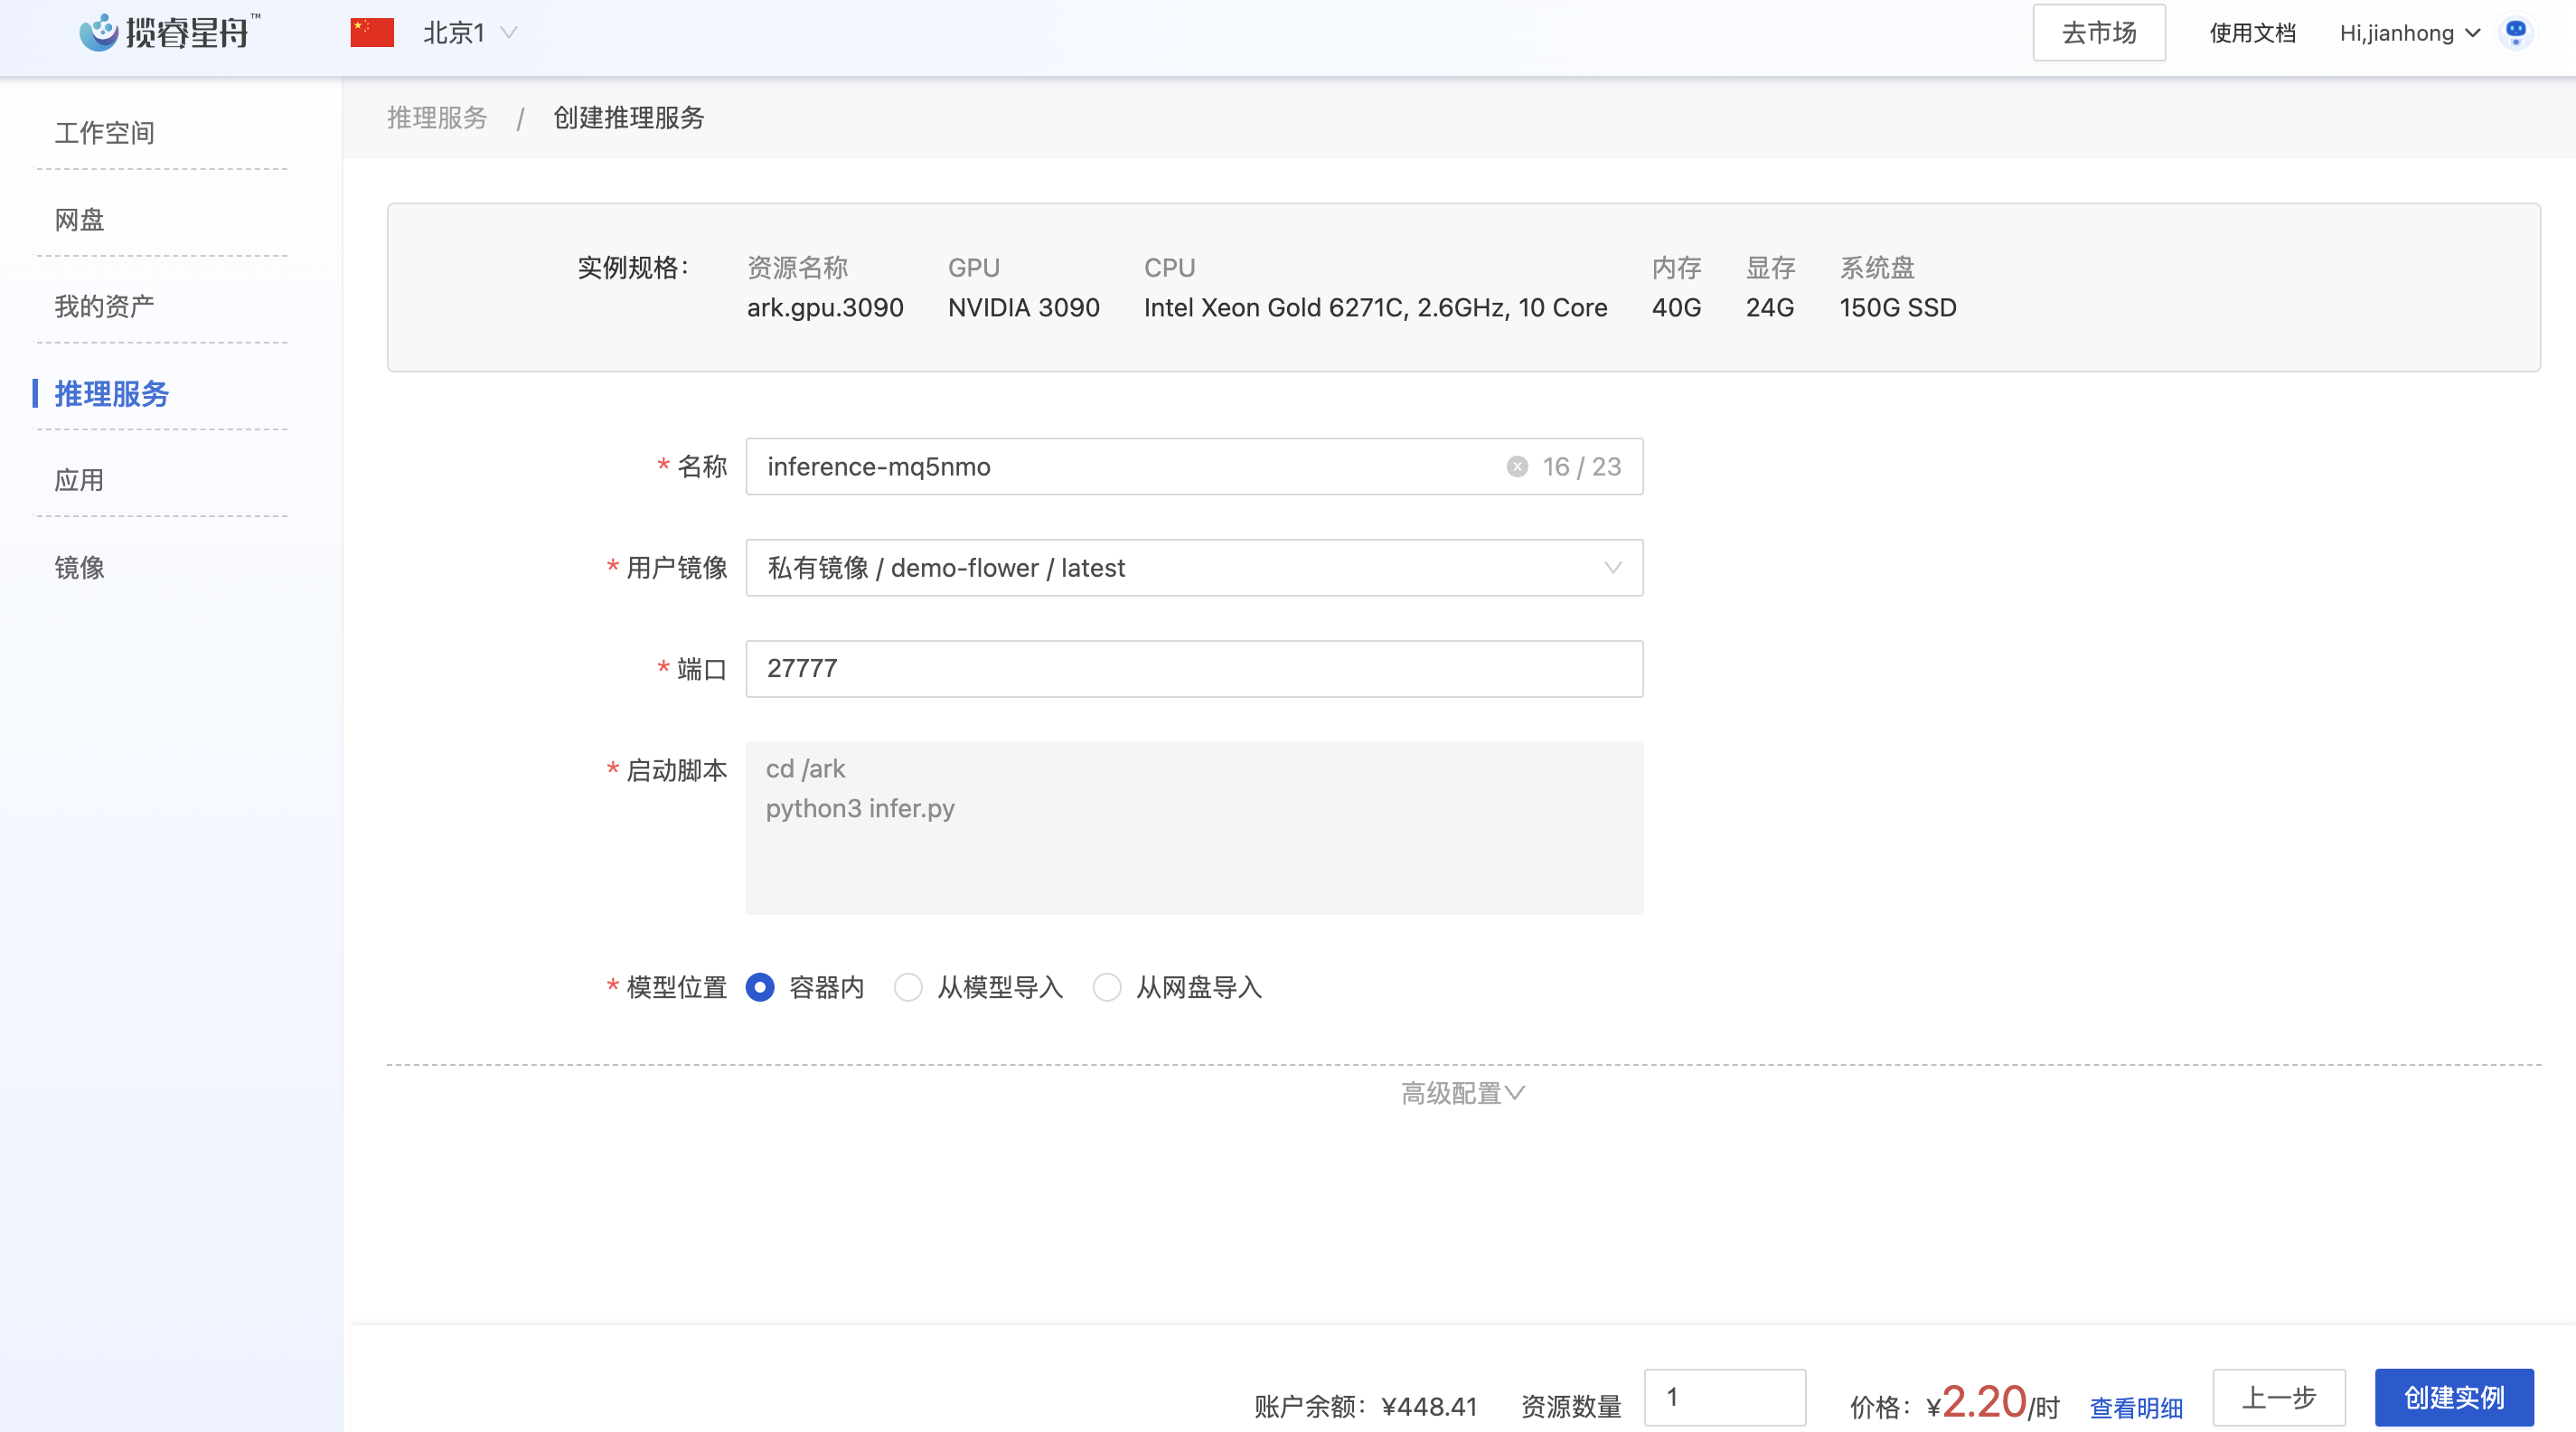 揽睿星舟™ 北京1 去市场 使用文档 Hi,jianhong
工作空间
网盘
我的资产
推理服务
应用
镜像
推理服务 / 创建推理服务
实例规格: 资源名称 GPU CPU 内存 显存 系统盘
ark.gpu.3090 NVIDIA 3090 Intel Xeon Gold 6271C, 2.6GHz, 10 Core 40G 24G 150G SSD
* 名称 inference-mq5nmo 16 / 23
* 用户镜像 私有镜像 / demo-flower / latest
* 端口 27777
* 启动脚本 cd /ark
python3 infer.py
* 模型位置 容器内 从模型导入 从网盘导入
高级配置
账户余额: ¥448.41 资源数量 1 价格: ¥2.20/时 查看明细 上一步 创建实例